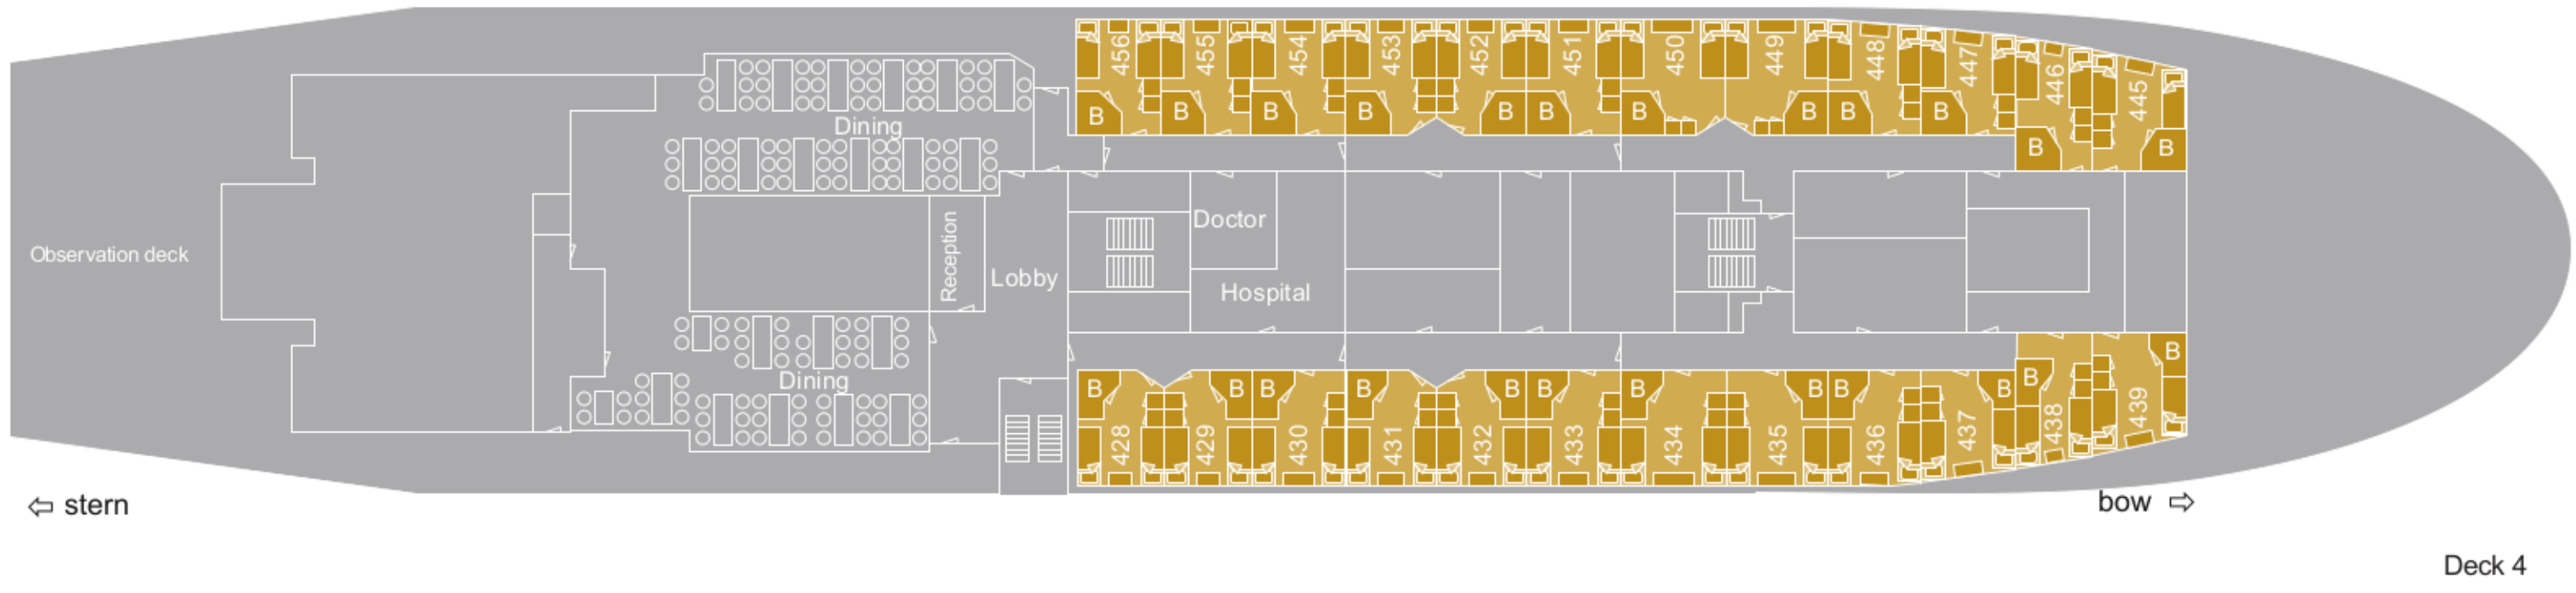 456 455 454 453 452 451 450 449 448 447 446 445
B B B B B B B B B B B B
Dining
Doctor
Reception
Observation deck
Lobby
Hospital
Dining
B B B B B B B B B B B B
428 429 430 431 432 433 434 435 436 437 438 439
⇦ stern
bow ⇨
Deck 4